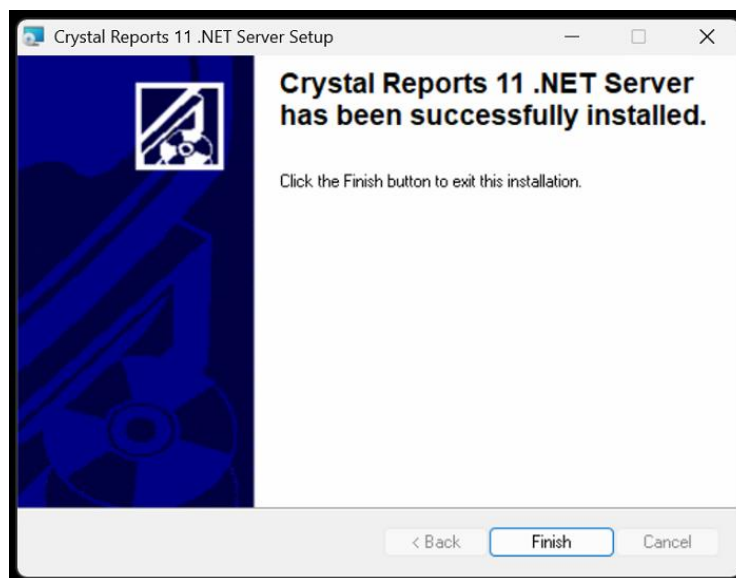 Crystal Reports 11 .NET Server Setup
Crystal Reports 11 .NET Server
has been successfully installed.
Click the Finish button to exit this installation.
< Back
Finish
Cancel